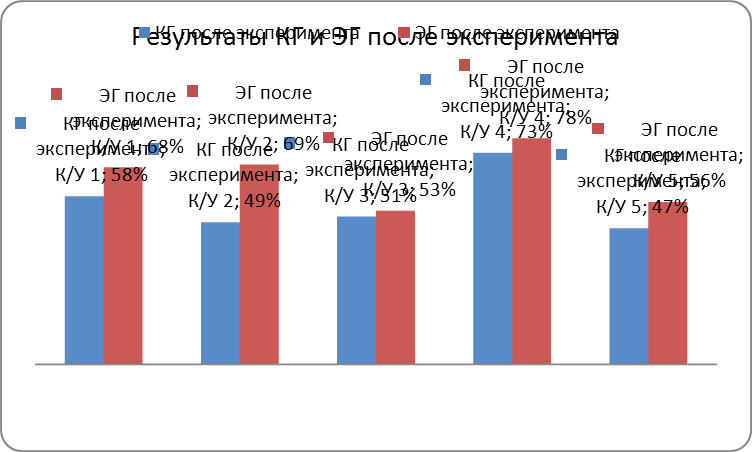 Результаты КГ и ЭГ после эксперимента
КГ после эксперимента
ЭГ после эксперимента
КГ после
эксперимента;
К/У 1; 58%
ЭГ после
эксперимента;
К/У 1; 68%
КГ после
эксперимента;
К/У 2; 49%
ЭГ после
эксперимента;
К/У 2; 69%
КГ после
эксперимента;
К/У 3; 51%
ЭГ после
эксперимента;
К/У 3; 53%
КГ после
эксперимента;
К/У 4; 73%
ЭГ после
эксперимента;
К/У 4; 78%
КГ после
эксперимента;
К/У 5; 47%
ЭГ после
эксперимента;
К/У 5; 56%